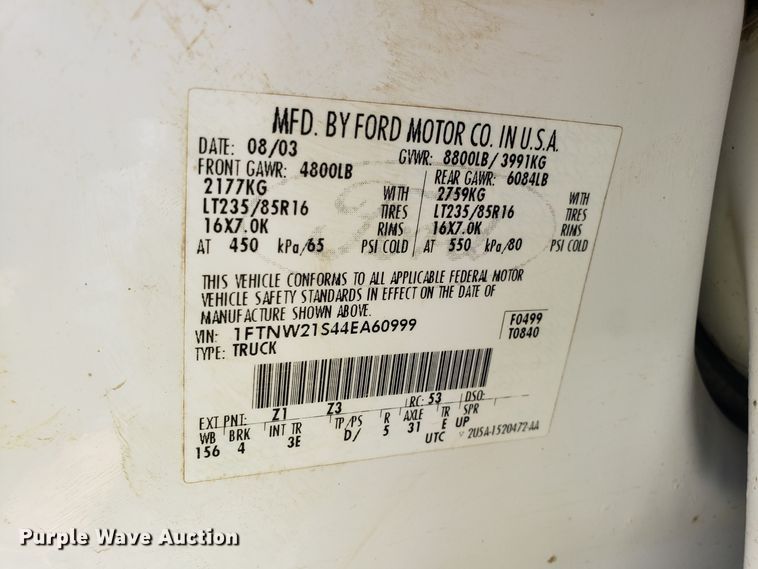 MFD. BY FORD MOTOR CO. IN U.S.A.
DATE: 08/03 GVWR: 8800LB/ 3991KG
FRONT GAWR: 4800LB REAR GAWR: 6084LB
2177KG WITH 2759KG WITH
LT235/85R16 TIRES LT235/85R16 TIRES
16X7.0K RIMS 16X7.0K RIMS
AT 450 kPa/65 PSI COLD AT 550 kPa/80 PSI COLD
THIS VEHICLE CONFORMS TO ALL APPLICABLE FEDERAL MOTOR
VEHICLE SAFETY STANDARDS IN EFFECT ON THE DATE OF
MANUFACTURE SHOWN ABOVE.
VIN: 1FTNW21S44EA60999 F0499
TYPE: TRUCK T0840
EXT PNT: Z1 Z3 RC: 53 DSO:
WB BRK INT TR TP/PS R AXLE TR SPR
156 4 3E D/ 5 31 E UP
UTC 2U5A-1520472-AA
Ford
Purple Wave Auction